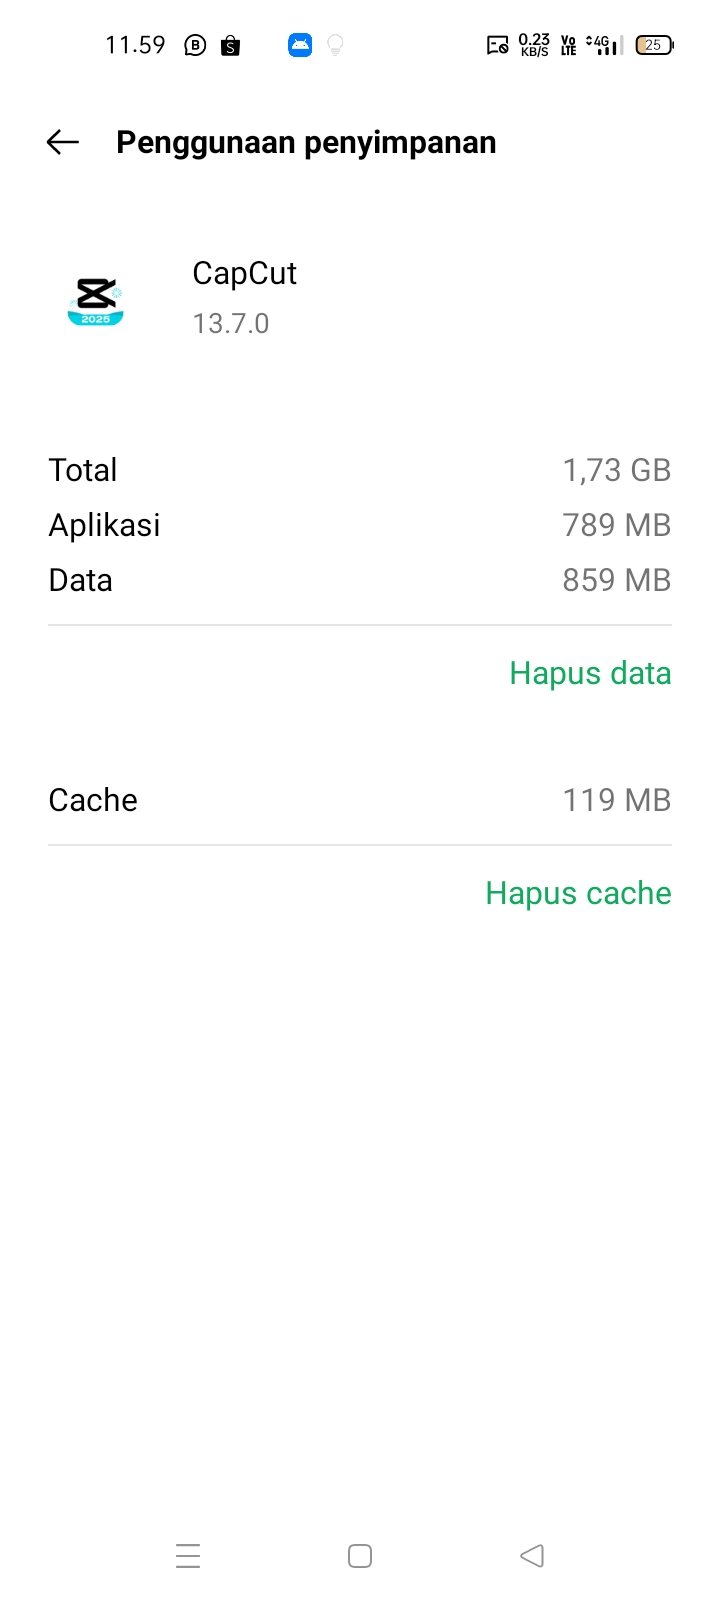 11.59 B S 0.23 KB/S Vo LTE 4G 25
Penggunaan penyimpanan
CapCut
2025
13.7.0
Total 1,73 GB
Aplikasi 789 MB
Data 859 MB
Hapus data
Cache 119 MB
Hapus cache